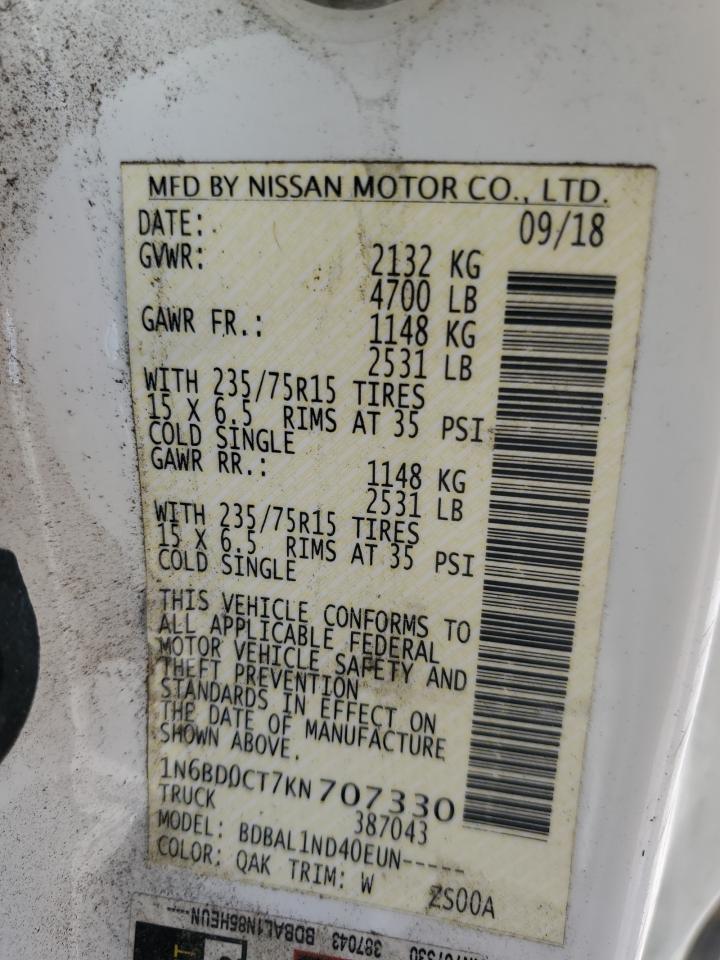 MFD BY NISSAN MOTOR CO., LTD.
DATE: 09/18
GVWR: 2132 KG
4700 LB
GAWR FR.: 1148 KG
2531 LB
WITH 235/75R15 TIRES
15 X 6.5 RIMS AT 35 PSI
COLD SINGLE
GAWR RR.: 1148 KG
2531 LB
WITH 235/75R15 TIRES
15 X 6.5 RIMS AT 35 PSI
COLD SINGLE
THIS VEHICLE CONFORMS TO
ALL APPLICABLE FEDERAL
MOTOR VEHICLE SAFETY AND
THEFT PREVENTION
STANDARDS IN EFFECT ON
THE DATE OF MANUFACTURE
SHOWN ABOVE.
1N6BD0CT7KN707330
TRUCK 387043
MODEL: BDBAL1ND40EUN-----
COLOR: QAK TRIM: W ZS00A
387043 BDBAL1N85HEUN-----